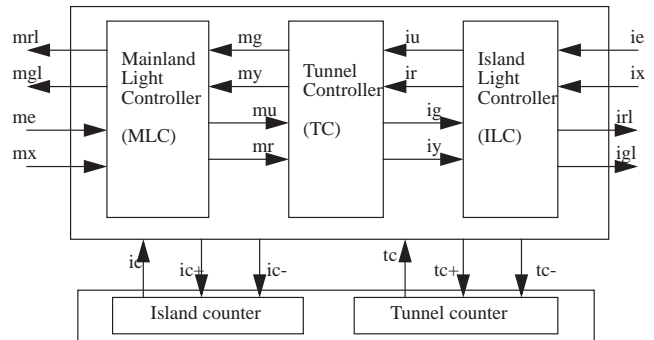 mrl mg iu ie
Mainland Light Controller (MLC)
Tunnel Controller (TC)
Island Light Controller (ILC)
mgl my ir ix
me mu ig irl
mx mr iy igl
ic ic+ ic- tc tc+ tc-
Island counter Tunnel counter